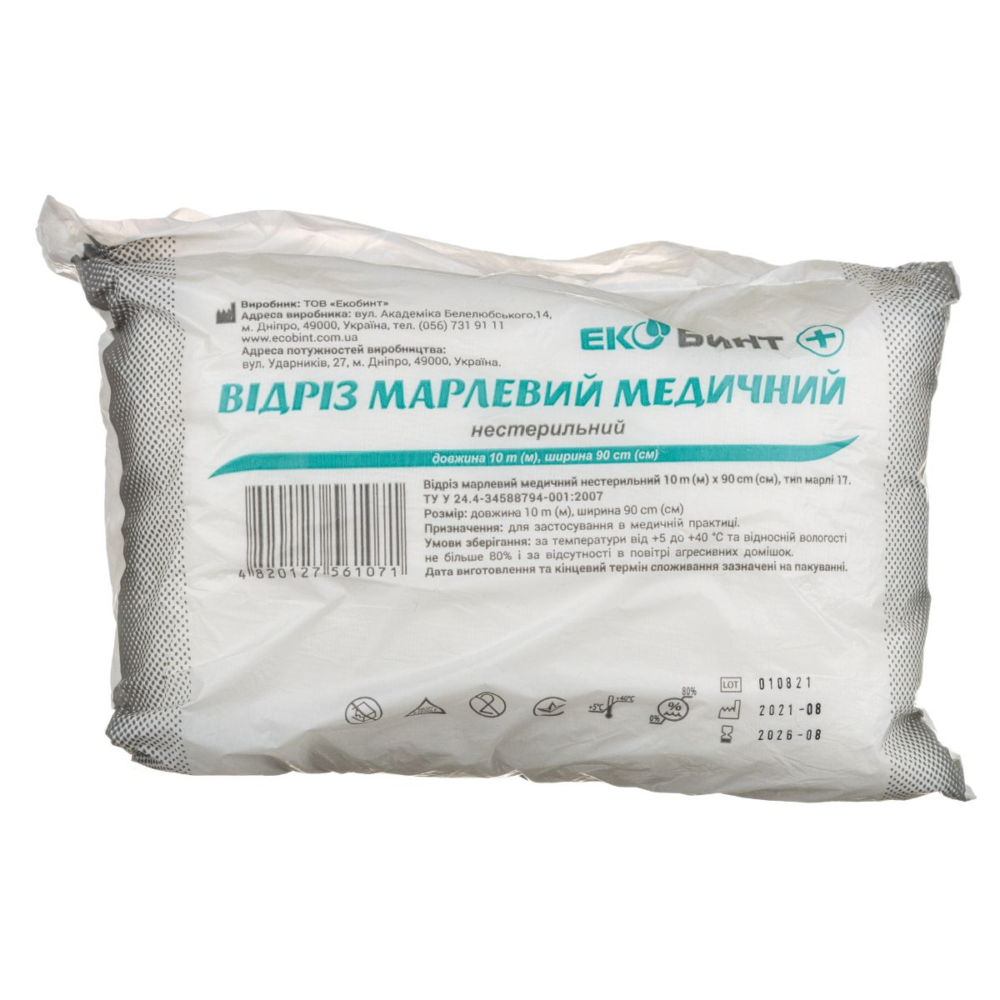 Виробник: ТОВ «Екобинт»
Адреса виробника: вул. Академіка Белелюбського,14,
м. Дніпро, 49000, Україна, тел. (056) 731 91 11
www.ecobint.com.ua
Адреса потужностей виробництва:
вул. Ударників, 27, м. Дніпро, 49000, Україна.
ЕКО БИНТ
ВІДРІЗ МАРЛЕВИЙ МЕДИЧНИЙ
нестерильний
довжина 10 m (м), ширина 90 cm (см)
Відріз марлевий медичний нестерильний 10 m (м) x 90 cm (см), тип марлі 17.
ТУ У 24.4-34588794-001:2007
Розмір: довжина 10 m (м), ширина 90 cm (см)
Призначення: для застосування в медичній практиці.
Умови зберігання: за температури від +5 до +40 °С та відносній вологості
не більше 80% і за відсутності в повітрі агресивних домішок.
Дата виготовлення та кінцевий термін споживання зазначені на пакуванні.
4 820127 561071
NON STERILE
2
+5°C +40°C
0% % 80%
LOT 010821
2021-08
2026-08